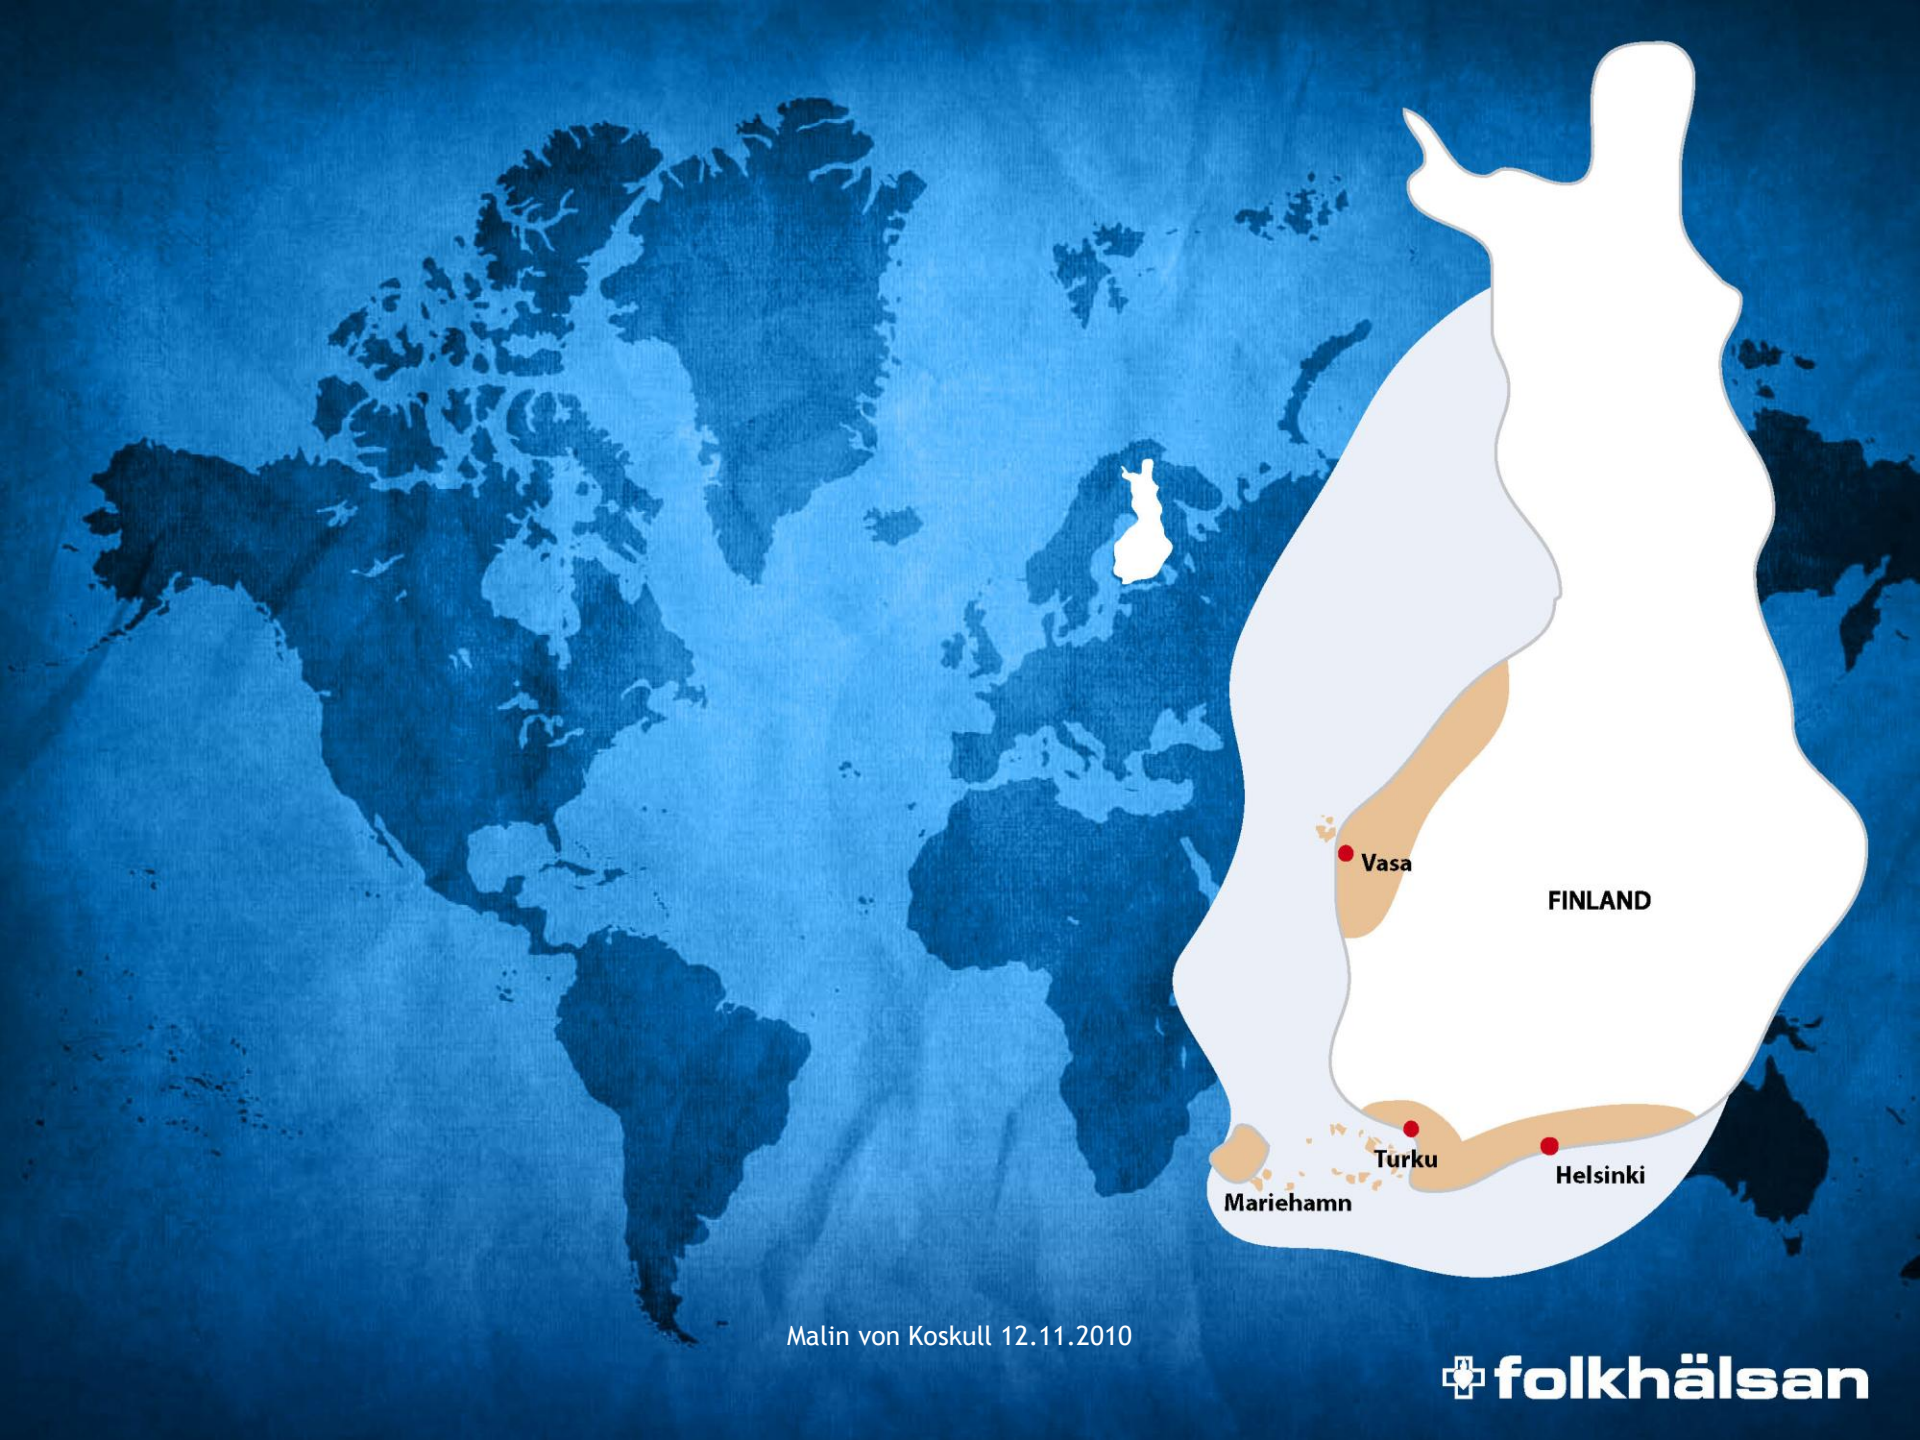 Vasa
FINLAND
Turku
Helsinki
Mariehamn
Malin von Koskull 12.11.2010
folkhälsan